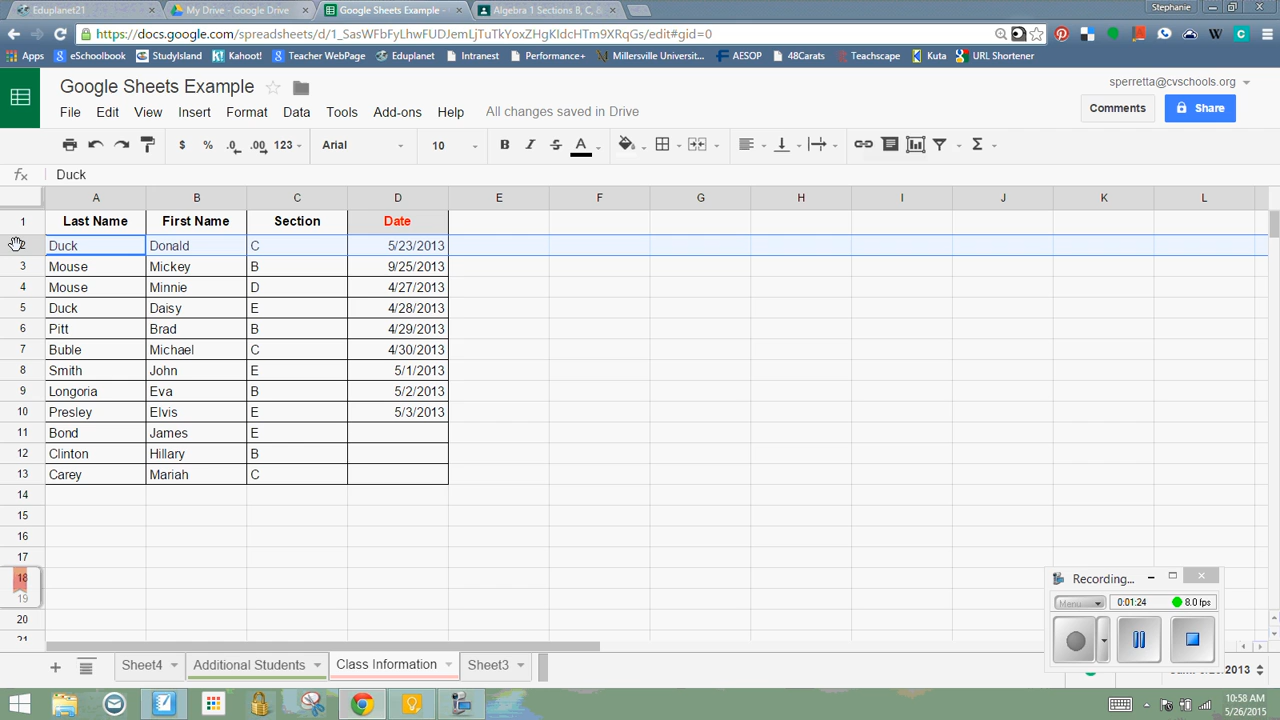 Eduplanet21
My Drive - Google Drive
Google Sheets Example -
Algebra 1 Sections B, C, &
Stephanie
https://docs.google.com/spreadsheets/d/1_SasWFbFyLhwFUDJemLjTuTkYoxZHgKIdcHTm9XRqGs/edit#gid=0
Apps
eSchoolbook
StudyIsland
Kahoot!
Teacher WebPage
Eduplanet
Intranet
Performance+
Millersville Universit...
AESOP
48Carats
Teachscape
Kuta
URL Shortener
Google Sheets Example
sperretta@cvschools.org
File Edit View Insert Format Data Tools Add-ons Help All changes saved in Drive
Comments
Share
$ % .0 .00 123 Arial 10 B I S A Σ
fx Duck
A B C D E F G H I J K L
1 Last Name First Name Section Date
2 Duck Donald C 5/23/2013
3 Mouse Mickey B 9/25/2013
4 Mouse Minnie D 4/27/2013
5 Duck Daisy E 4/28/2013
6 Pitt Brad B 4/29/2013
7 Buble Michael C 4/30/2013
8 Smith John E 5/1/2013
9 Longoria Eva B 5/2/2013
10 Presley Elvis E 5/3/2013
11 Bond James E
12 Clinton Hillary B
13 Carey Mariah C
14
15
16
17
18
19
20
21
Recording...
Menu 0:01:24 8.0 fps
Sheet4 Additional Students Class Information Sheet3
10:58 AM
5/26/2015